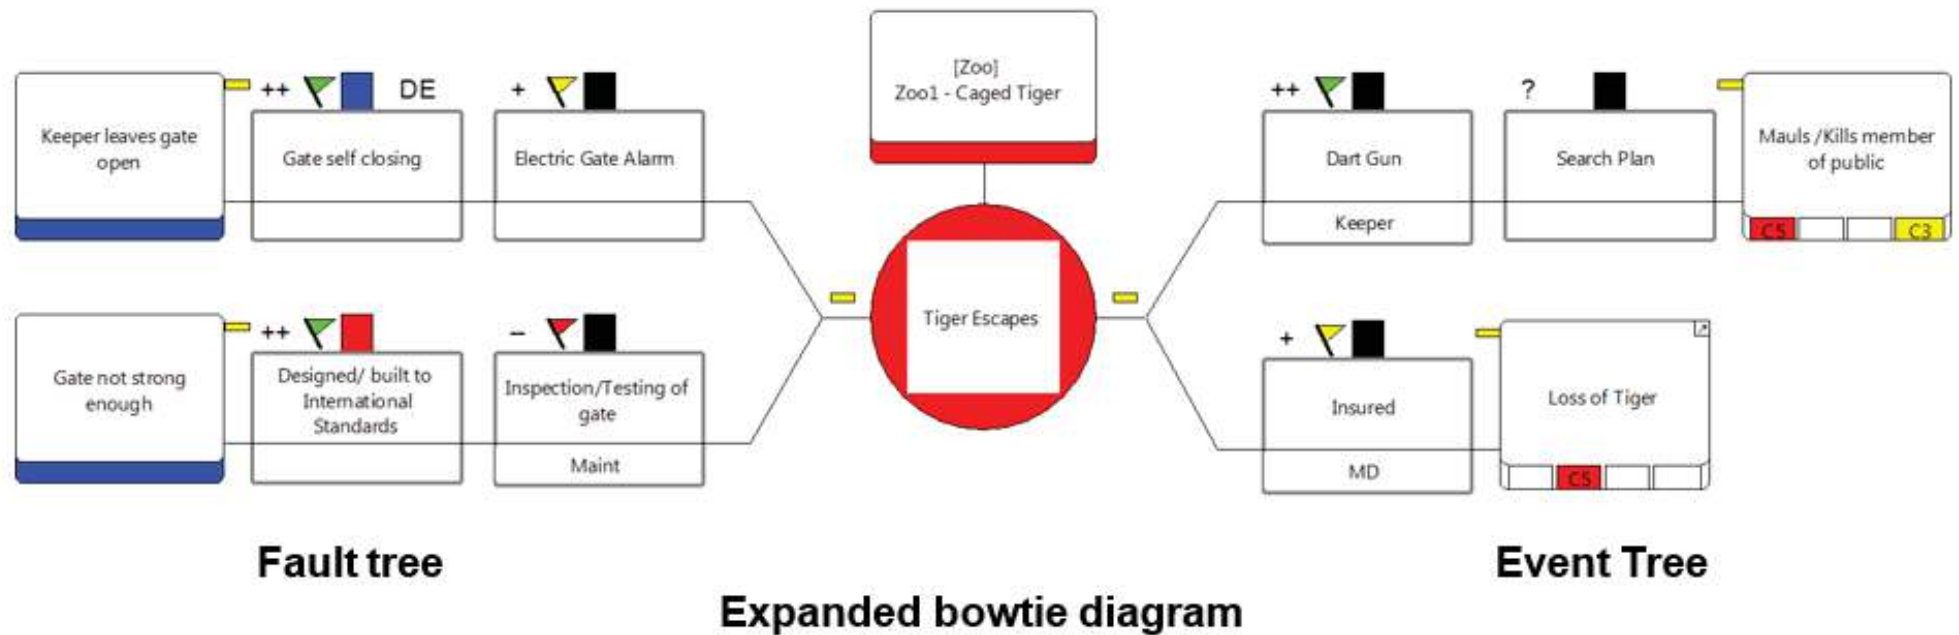 [Zoo]
Zoo1 - Caged Tiger
Keeper leaves gate
open
++ DE
Gate self closing
+
Electric Gate Alarm
Gate not strong
enough
++
Designed/ built to
International
Standards
–
Inspection/Testing of
gate
Maint
Tiger Escapes
++
Dart Gun
Keeper
?
Search Plan
Mauls /Kills member
of public
C5 C3
+
Insured
MD
Loss of Tiger
C5
Fault tree
Event Tree
Expanded bowtie diagram